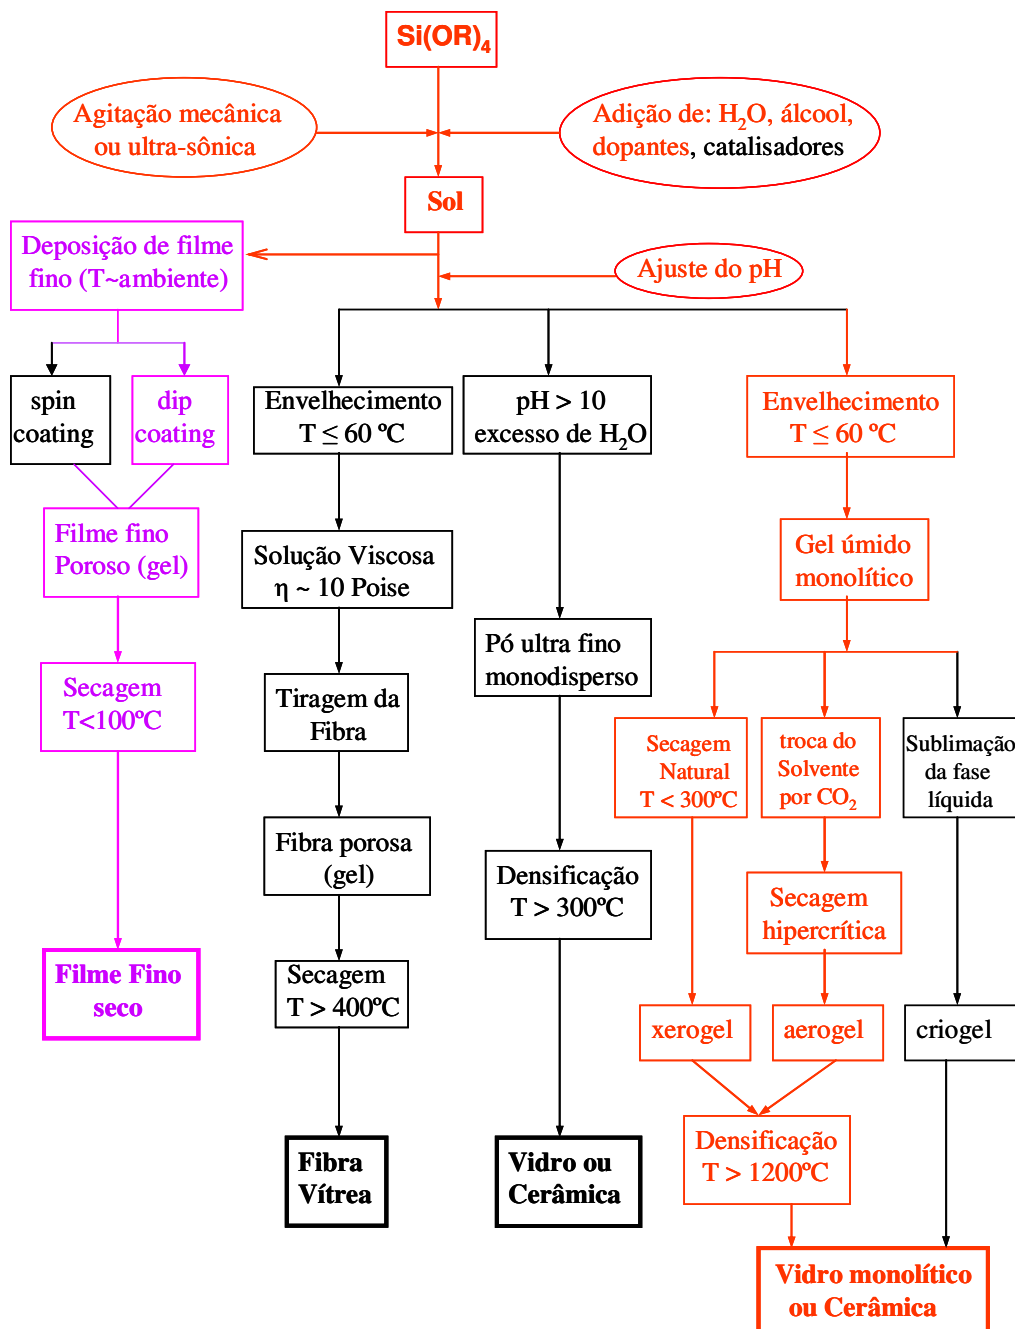 Si(OR)₄
Agitação mecânica
ou ultra-sônica
Adição de: H₂O, álcool,
dopantes, catalisadores
Sol
Deposição de filme
fino (T~ambiente)
Ajuste do pH
spin
coating
dip
coating
Envelhecimento
T ≤ 60 ºC
pH > 10
excesso de H₂O
Envelhecimento
T ≤ 60 ºC
Filme fino
Poroso (gel)
Solução Viscosa
η ~ 10 Poise
Gel úmido
monolítico
Pó ultra fino
monodisperso
Secagem
T<100ºC
Tiragem da
Fibra
Secagem
Natural
T < 300ºC
troca do
Solvente
por CO₂
Sublimação
da fase
líquida
Fibra porosa
(gel)
Densificação
T > 300ºC
Secagem
hipercrítica
Filme Fino
seco
Secagem
T > 400ºC
xerogel
aerogel
criogel
Fibra
Vítrea
Vidro ou
Cerâmica
Densificação
T > 1200ºC
Vidro monolítico
ou Cerâmica